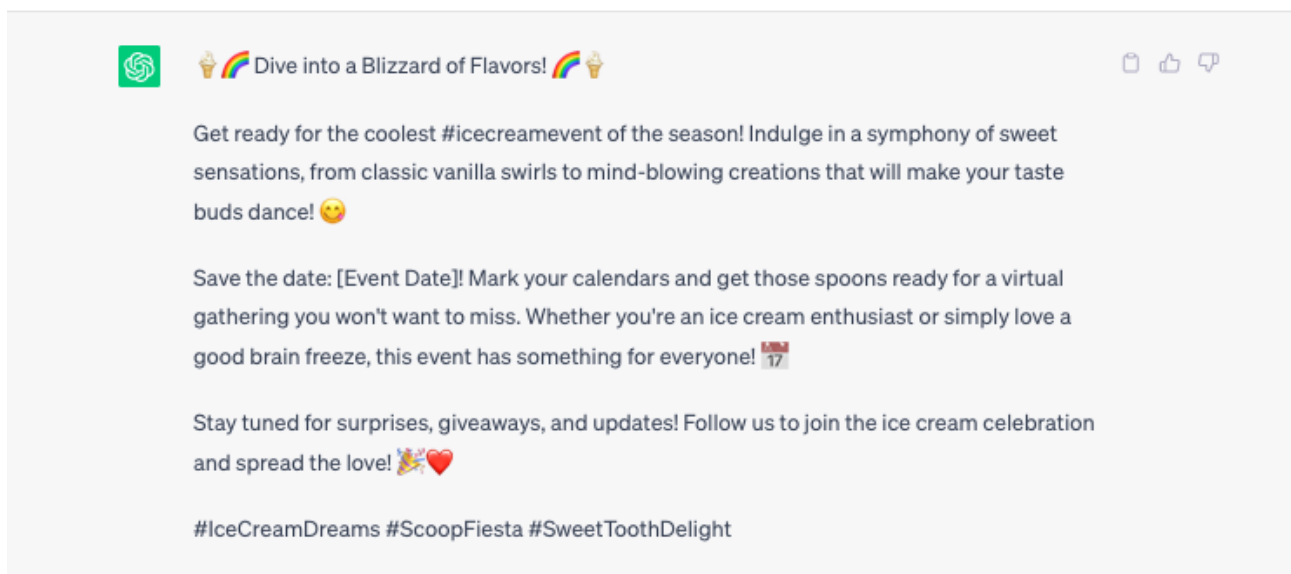 🍦🌈 Dive into a Blizzard of Flavors! 🌈🍦
Get ready for the coolest #icecreamevent of the season! Indulge in a symphony of sweet
sensations, from classic vanilla swirls to mind-blowing creations that will make your taste
buds dance! 😋
Save the date: [Event Date]! Mark your calendars and get those spoons ready for a virtual
gathering you won't want to miss. Whether you're an ice cream enthusiast or simply love a
good brain freeze, this event has something for everyone! 📅
Stay tuned for surprises, giveaways, and updates! Follow us to join the ice cream celebration
and spread the love! 🎉❤️
#IceCreamDreams #ScoopFiesta #SweetToothDelight